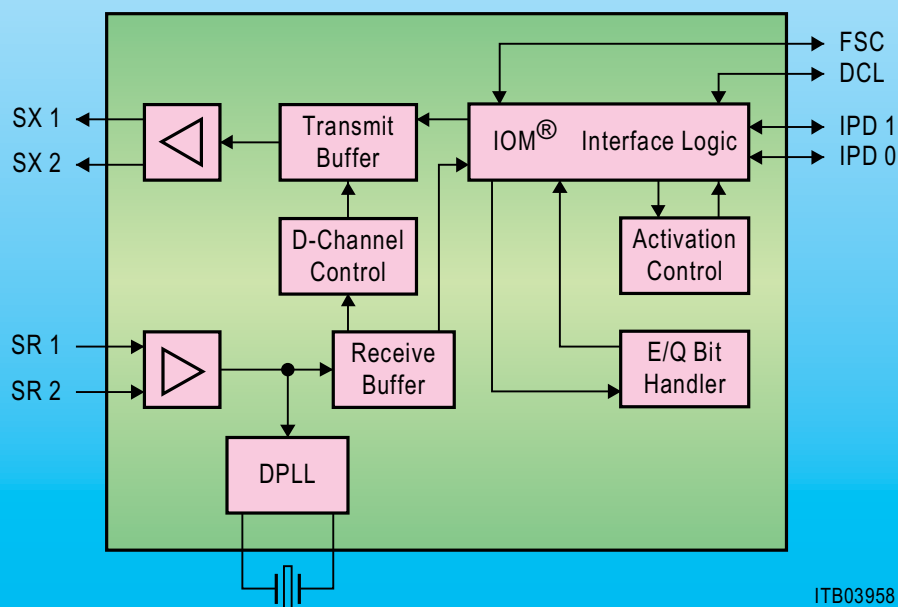 FSC
DCL
SX 1
SX 2
Transmit
Buffer
IOM® Interface Logic
IPD 1
IPD 0
D-Channel
Control
Activation
Control
SR 1
SR 2
Receive
Buffer
E/Q Bit
Handler
DPLL
ITB03958